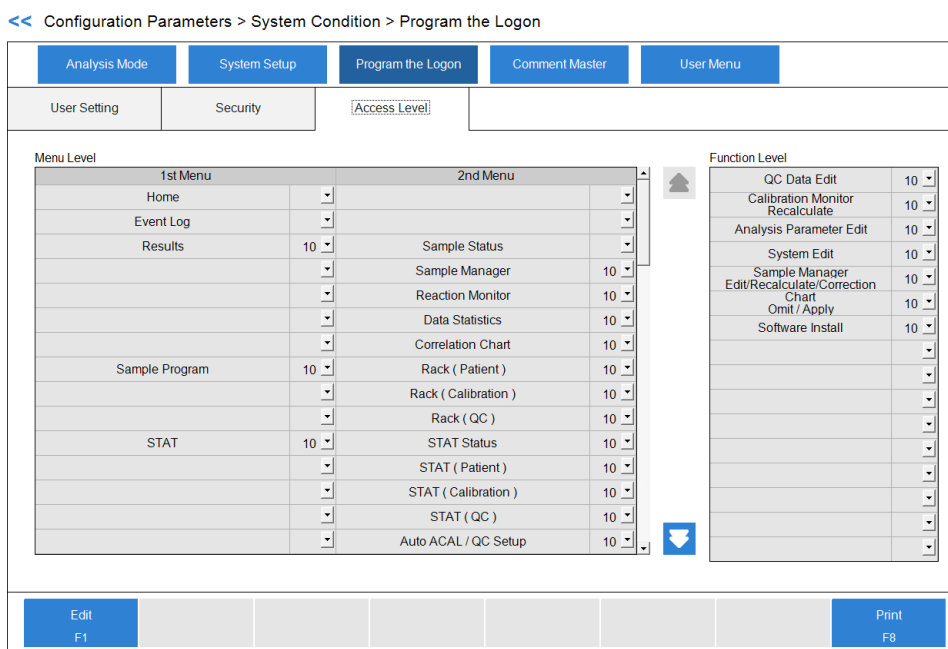 << Configuration Parameters > System Condition > Program the Logon
Analysis Mode System Setup Program the Logon Comment Master User Menu
User Setting Security Access Level
Menu Level
1st Menu 2nd Menu
Home
Event Log
Results 10 Sample Status
Sample Manager 10
Reaction Monitor 10
Data Statistics 10
Correlation Chart 10
Sample Program 10 Rack ( Patient ) 10
Rack ( Calibration ) 10
Rack ( QC ) 10
STAT 10 STAT Status 10
STAT ( Patient ) 10
STAT ( Calibration ) 10
STAT ( QC ) 10
Auto ACAL / QC Setup 10
Function Level
QC Data Edit 10
Calibration Monitor
Recalculate 10
Analysis Parameter Edit 10
System Edit 10
Sample Manager
Edit/Recalculate/Correction 10
Chart
Omit / Apply 10
Software Install 10
Edit
F1
Print
F8